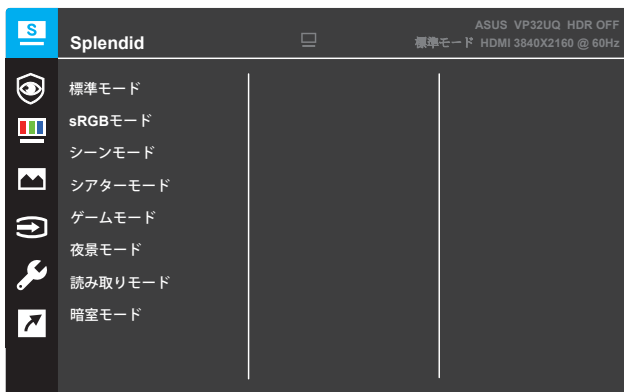 S
Splendid
ASUS VP32UQ HDR OFF
標準モード HDMI 3840X2160 @ 60Hz
標準モード
sRGBモード
シーンモード
シアターモード
ゲームモード
夜景モード
読み取りモード
暗室モード